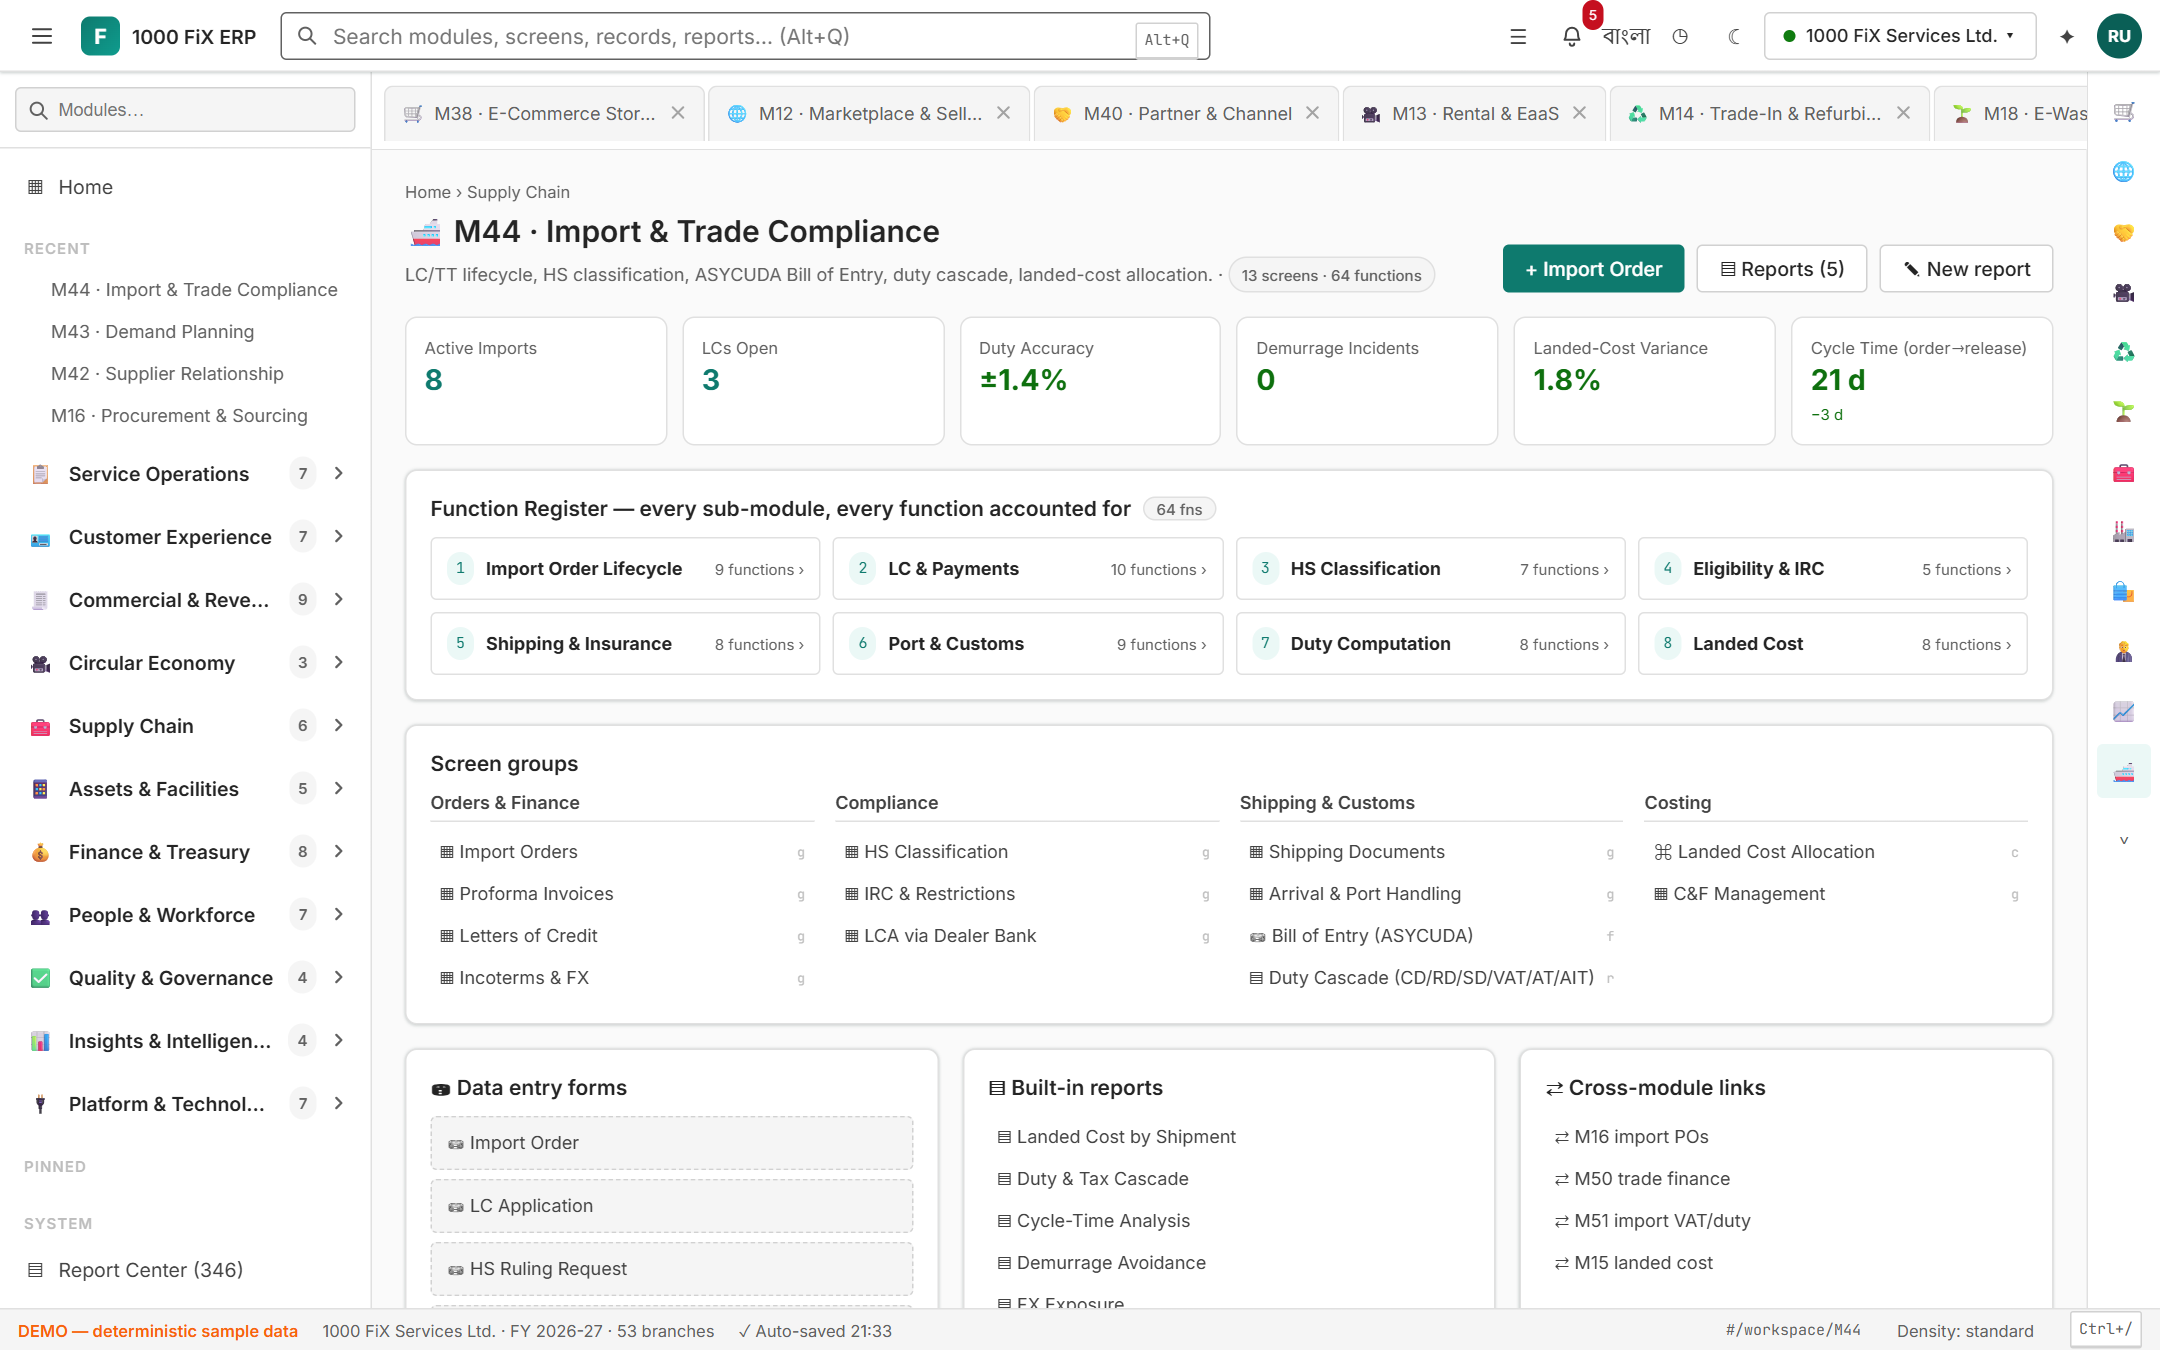 F 1000 FiX ERP
Search modules, screens, records, reports... (Alt+Q) Alt+Q
5
বাংলা
1000 FiX Services Ltd.
RU
Modules...
M38 · E-Commerce Stor...
M12 · Marketplace & Sell...
M40 · Partner & Channel
M13 · Rental & EaaS
M14 · Trade-In & Refurbi...
M18 · E-Was
Home
RECENT
M44 · Import & Trade Compliance
M43 · Demand Planning
M42 · Supplier Relationship
M16 · Procurement & Sourcing
Service Operations 7
Customer Experience 7
Commercial & Reve... 9
Circular Economy 3
Supply Chain 6
Assets & Facilities 5
Finance & Treasury 8
People & Workforce 7
Quality & Governance 4
Insights & Intelligen... 4
Platform & Technol... 7
PINNED
SYSTEM
Report Center (346)
Home › Supply Chain
M44 · Import & Trade Compliance
LC/TT lifecycle, HS classification, ASYCUDA Bill of Entry, duty cascade, landed-cost allocation. · 13 screens · 64 functions
+ Import Order
Reports (5)
New report
Active Imports
8
LCs Open
3
Duty Accuracy
±1.4%
Demurrage Incidents
0
Landed-Cost Variance
1.8%
Cycle Time (order→release)
21 d
−3 d
Function Register — every sub-module, every function accounted for 64 fns
1 Import Order Lifecycle 9 functions ›
2 LC & Payments 10 functions ›
3 HS Classification 7 functions ›
4 Eligibility & IRC 5 functions ›
5 Shipping & Insurance 8 functions ›
6 Port & Customs 9 functions ›
7 Duty Computation 8 functions ›
8 Landed Cost 8 functions ›
Screen groups
Orders & Finance
Import Orders g
Proforma Invoices g
Letters of Credit g
Incoterms & FX g
Compliance
HS Classification g
IRC & Restrictions g
LCA via Dealer Bank g
Shipping & Customs
Shipping Documents g
Arrival & Port Handling g
Bill of Entry (ASYCUDA) f
Duty Cascade (CD/RD/SD/VAT/AT/AIT) r
Costing
Landed Cost Allocation c
C&F Management g
Data entry forms
Import Order
LC Application
HS Ruling Request
Built-in reports
Landed Cost by Shipment
Duty & Tax Cascade
Cycle-Time Analysis
Demurrage Avoidance
FX Exposure
Cross-module links
M16 import POs
M50 trade finance
M51 import VAT/duty
M15 landed cost
DEMO — deterministic sample data
1000 FiX Services Ltd. · FY 2026-27 · 53 branches
✓ Auto-saved 21:33
#/workspace/M44
Density: standard
Ctrl+/